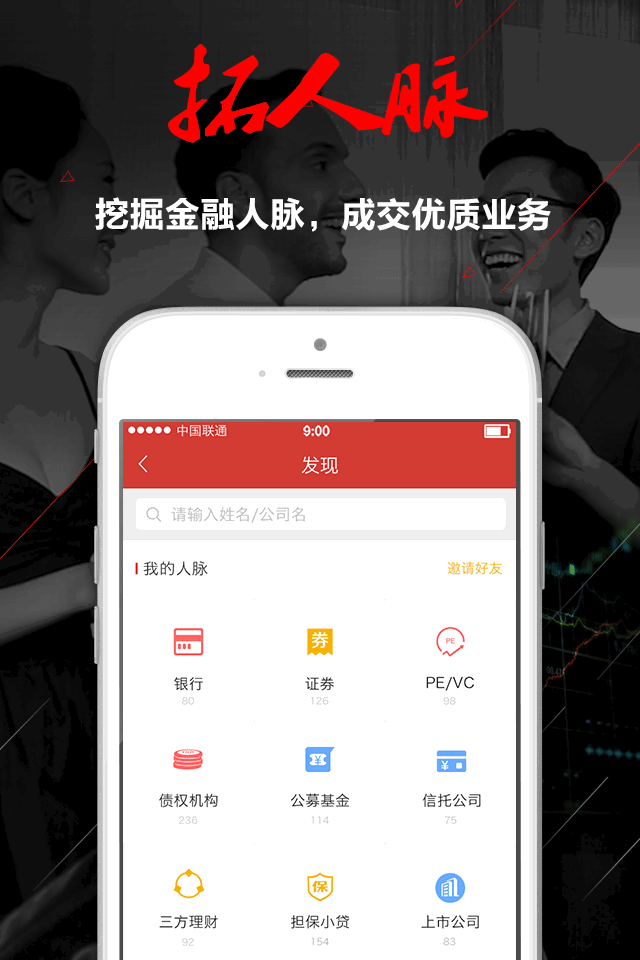 拓人脉
挖掘金融人脉，成交优质业务
中国联通 9:00
发现
请输入姓名/公司名
我的人脉 邀请好友
券 PE
银行 证券 PE/VC
80 126 98
¥ ¥
债权机构 公募基金 信托公司
236 114 75
保
三方理财 担保小贷 上市公司
92 154 83